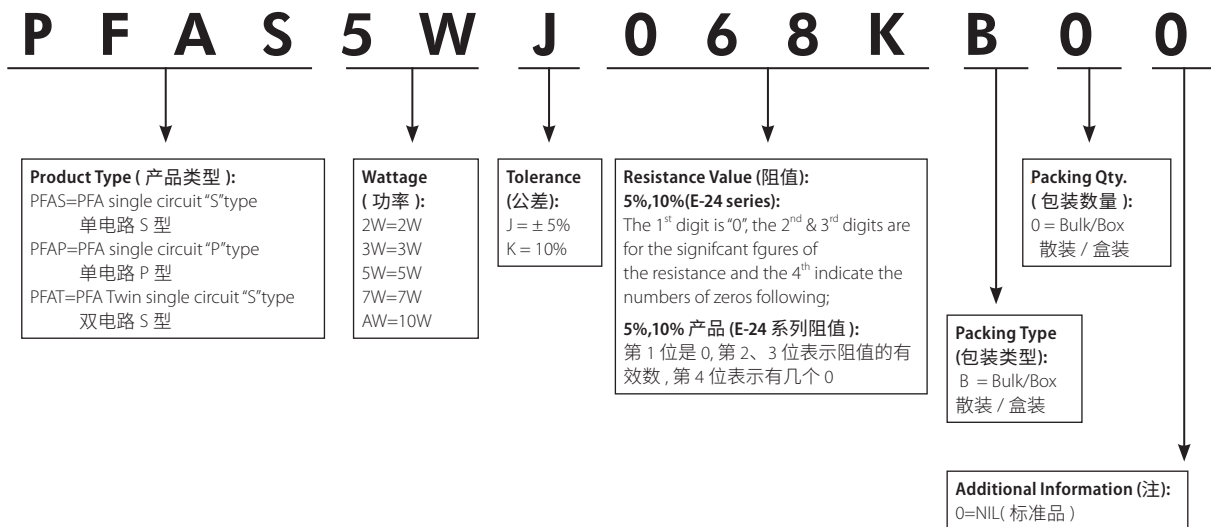 P F A S 5 W J 0 6 8 K B 0 0
Product Type ( 产品类型 ):
PFAS=PFA single circuit “S”type
单电路 S 型
PFAP=PFA single circuit “P”type
单电路 P 型
PFAT=PFA Twin single circuit “S”type
双电路 S 型
Wattage
( 功率 ):
2W=2W
3W=3W
5W=5W
7W=7W
AW=10W
Tolerance
(公差):
J = ± 5%
K = 10%
Resistance Value (阻值):
5%,10%(E-24 series):
The 1st digit is “0”, the 2nd & 3rd digits are
for the signifcant fgures of
the resistance and the 4th indicate the
numbers of zeros following;
5%,10% 产品 (E-24 系列阻值 ):
第 1 位是 0, 第 2、3 位表示阻值的有
效数 , 第 4 位表示有几个 0
Packing Type
(包装类型):
B = Bulk/Box
散装 / 盒装
Packing Qty.
( 包装数量 ):
0 = Bulk/Box
散装 / 盒装
Additional Information (注):
0=NIL( 标准品 )